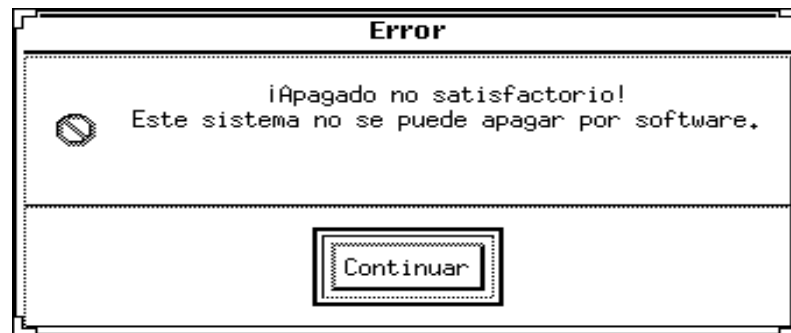 Error
¡Apagado no satisfactorio!
Este sistema no se puede apagar por software.
Continuar